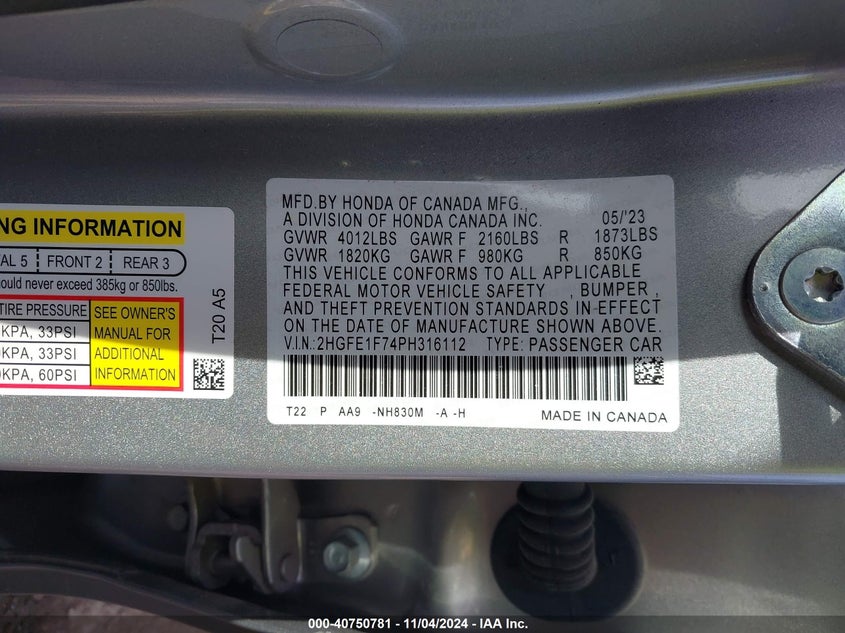 NG INFORMATION
AL 5 FRONT 2 REAR 3
ould never exceed 385kg or 850lbs.
TIRE PRESSURE
KPA, 33PSI
0KPA, 33PSI
0KPA, 60PSI
SEE OWNER'S
MANUAL FOR
ADDITIONAL
INFORMATION
T20 A5
MFD.BY HONDA OF CANADA MFG.,
A DIVISION OF HONDA CANADA INC. 05/'23
GVWR 4012LBS GAWR F 2160LBS R 1873LBS
GVWR 1820KG GAWR F 980KG R 850KG
THIS VEHICLE CONFORMS TO ALL APPLICABLE
FEDERAL MOTOR VEHICLE SAFETY , BUMPER ,
AND THEFT PREVENTION STANDARDS IN EFFECT
ON THE DATE OF MANUFACTURE SHOWN ABOVE.
V.I.N.:2HGFE1F74PH316112 TYPE: PASSENGER CAR
T22 P AA9 -NH830M -A -H MADE IN CANADA
000-40750781 - 11/04/2024 - IAA Inc.